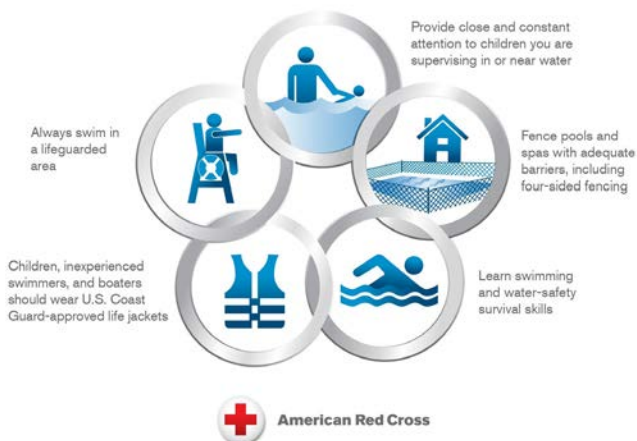 Provide close and constant
attention to children you are
supervising in or near water
Always swim in
a lifeguarded
area
Fence pools and
spas with adequate
barriers, including
four-sided fencing
Children, inexperienced
swimmers, and boaters
should wear U.S. Coast
Guard-approved life jackets
Learn swimming
and water-safety
survival skills
American Red Cross